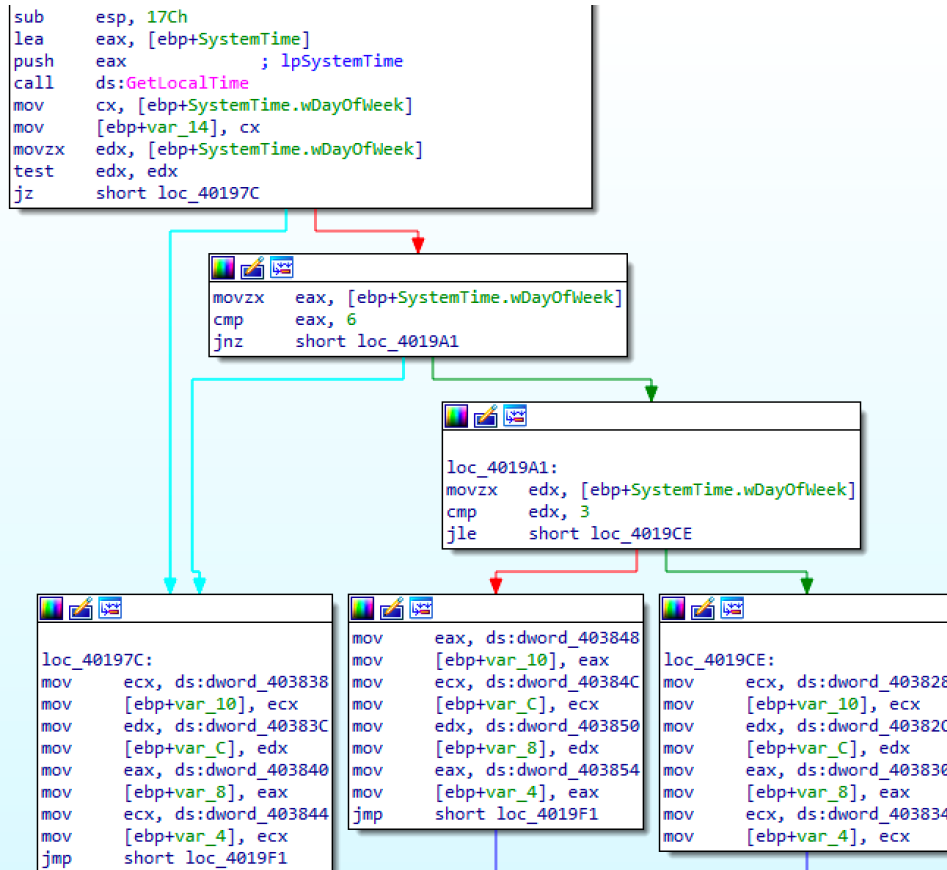 sub esp, 17Ch
lea eax, [ebp+SystemTime]
push eax ; lpSystemTime
call ds:GetLocalTime
mov cx, [ebp+SystemTime.wDayOfWeek]
mov [ebp+var_14], cx
movzx edx, [ebp+SystemTime.wDayOfWeek]
test edx, edx
jz short loc_40197C
movzx eax, [ebp+SystemTime.wDayOfWeek]
cmp eax, 6
jnz short loc_4019A1
loc_4019A1:
movzx edx, [ebp+SystemTime.wDayOfWeek]
cmp edx, 3
jle short loc_4019CE
loc_40197C:
mov ecx, ds:dword_403838
mov [ebp+var_10], ecx
mov edx, ds:dword_40383C
mov [ebp+var_C], edx
mov eax, ds:dword_403840
mov [ebp+var_8], eax
mov ecx, ds:dword_403844
mov [ebp+var_4], ecx
jmp short loc_4019F1
mov eax, ds:dword_403848
mov [ebp+var_10], eax
mov ecx, ds:dword_40384C
mov [ebp+var_C], ecx
mov edx, ds:dword_403850
mov [ebp+var_8], edx
mov eax, ds:dword_403854
mov [ebp+var_4], eax
jmp short loc_4019F1
loc_4019CE:
mov ecx, ds:dword_403828
mov [ebp+var_10], ecx
mov edx, ds:dword_40382C
mov [ebp+var_C], edx
mov eax, ds:dword_403830
mov [ebp+var_8], eax
mov ecx, ds:dword_403834
mov [ebp+var_4], ecx